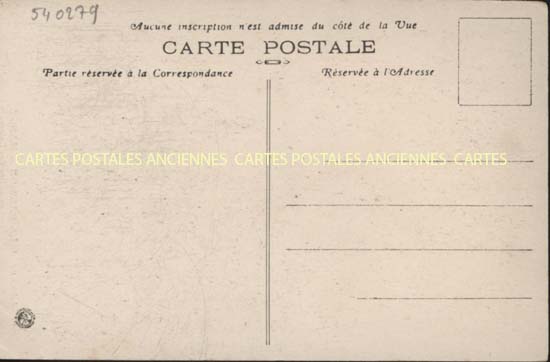 540279
Aucune inscription n'est admise du côté de la Vue
CARTE POSTALE
Partie réservée à la Correspondance
Réservée à l'Adresse
CARTES POSTALES ANCIENNES CARTES POSTALES ANCIENNES CARTES